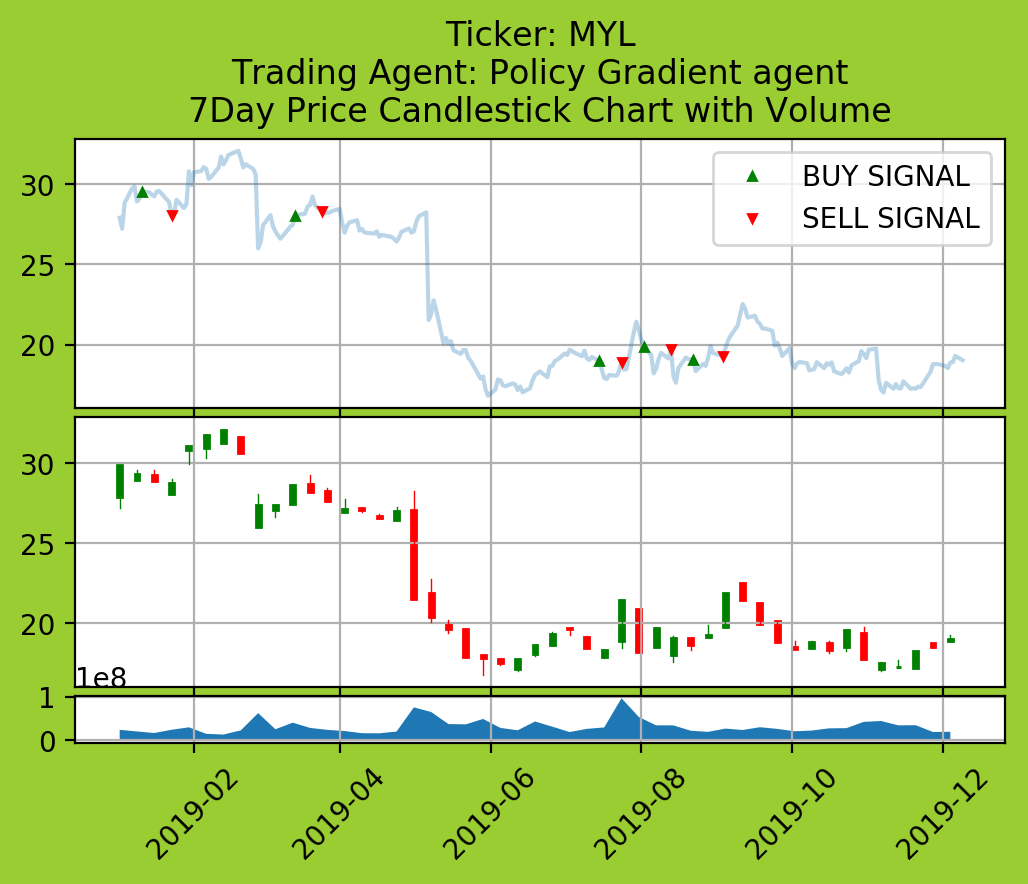 Ticker: MYL
Trading Agent: Policy Gradient agent
7Day Price Candlestick Chart with Volume
BUY SIGNAL
SELL SIGNAL
30
25
20
30
25
20
1e8
1
0
2019-02
2019-04
2019-06
2019-08
2019-10
2019-12